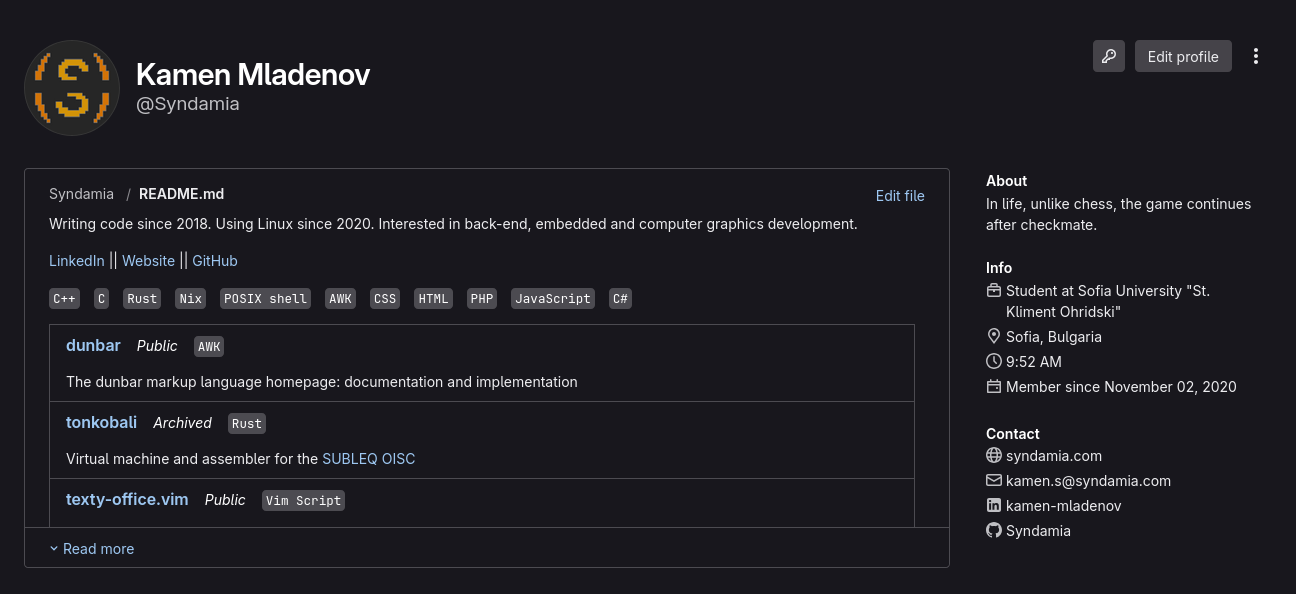 (S)
Kamen Mladenov
@Syndamia
Edit profile
Syndamia / README.md
Edit file
Writing code since 2018. Using Linux since 2020. Interested in back-end, embedded and computer graphics development.
LinkedIn || Website || GitHub
C++ C Rust Nix POSIX shell AWK CSS HTML PHP JavaScript C#
dunbar Public AWK
The dunbar markup language homepage: documentation and implementation
tonkobali Archived Rust
Virtual machine and assembler for the SUBLEQ OISC
texty-office.vim Public Vim Script
Read more
About
In life, unlike chess, the game continues
after checkmate.
Info
Student at Sofia University "St.
Kliment Ohridski"
Sofia, Bulgaria
9:52 AM
Member since November 02, 2020
Contact
syndamia.com
kamen.s@syndamia.com
kamen-mladenov
Syndamia